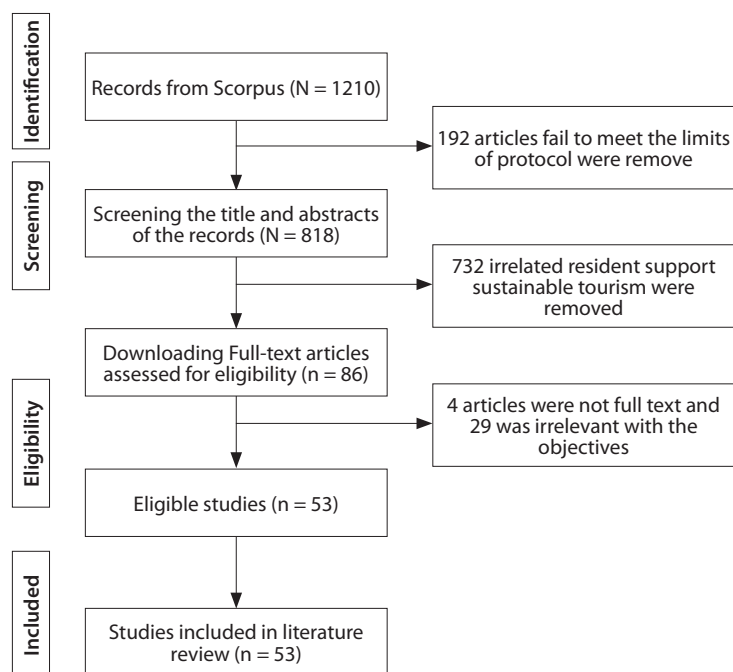 Identification
Records from Scorpus (N = 1210)
192 articles fail to meet the limits
of protocol were remove
Screening
Screening the title and abstracts
of the records (N = 818)
732 irrelated resident support
sustainable tourism were
removed
Downloading Full-text articles
assessed for eligibility (n = 86)
Eligibility
4 articles were not full text and
29 was irrelevant with the
objectives
Eligible studies (n = 53)
Included
Studies included in literature
review (n = 53)